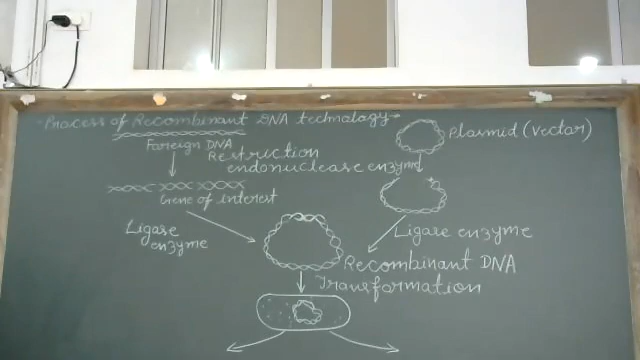 Process of Recombinant DNA technology
Plasmid (Vector)
Foreign DNA
Restriction
endonuclease enzyme
Gene of interest
Ligase
enzyme
Ligase enzyme
Recombinant DNA
Transformation